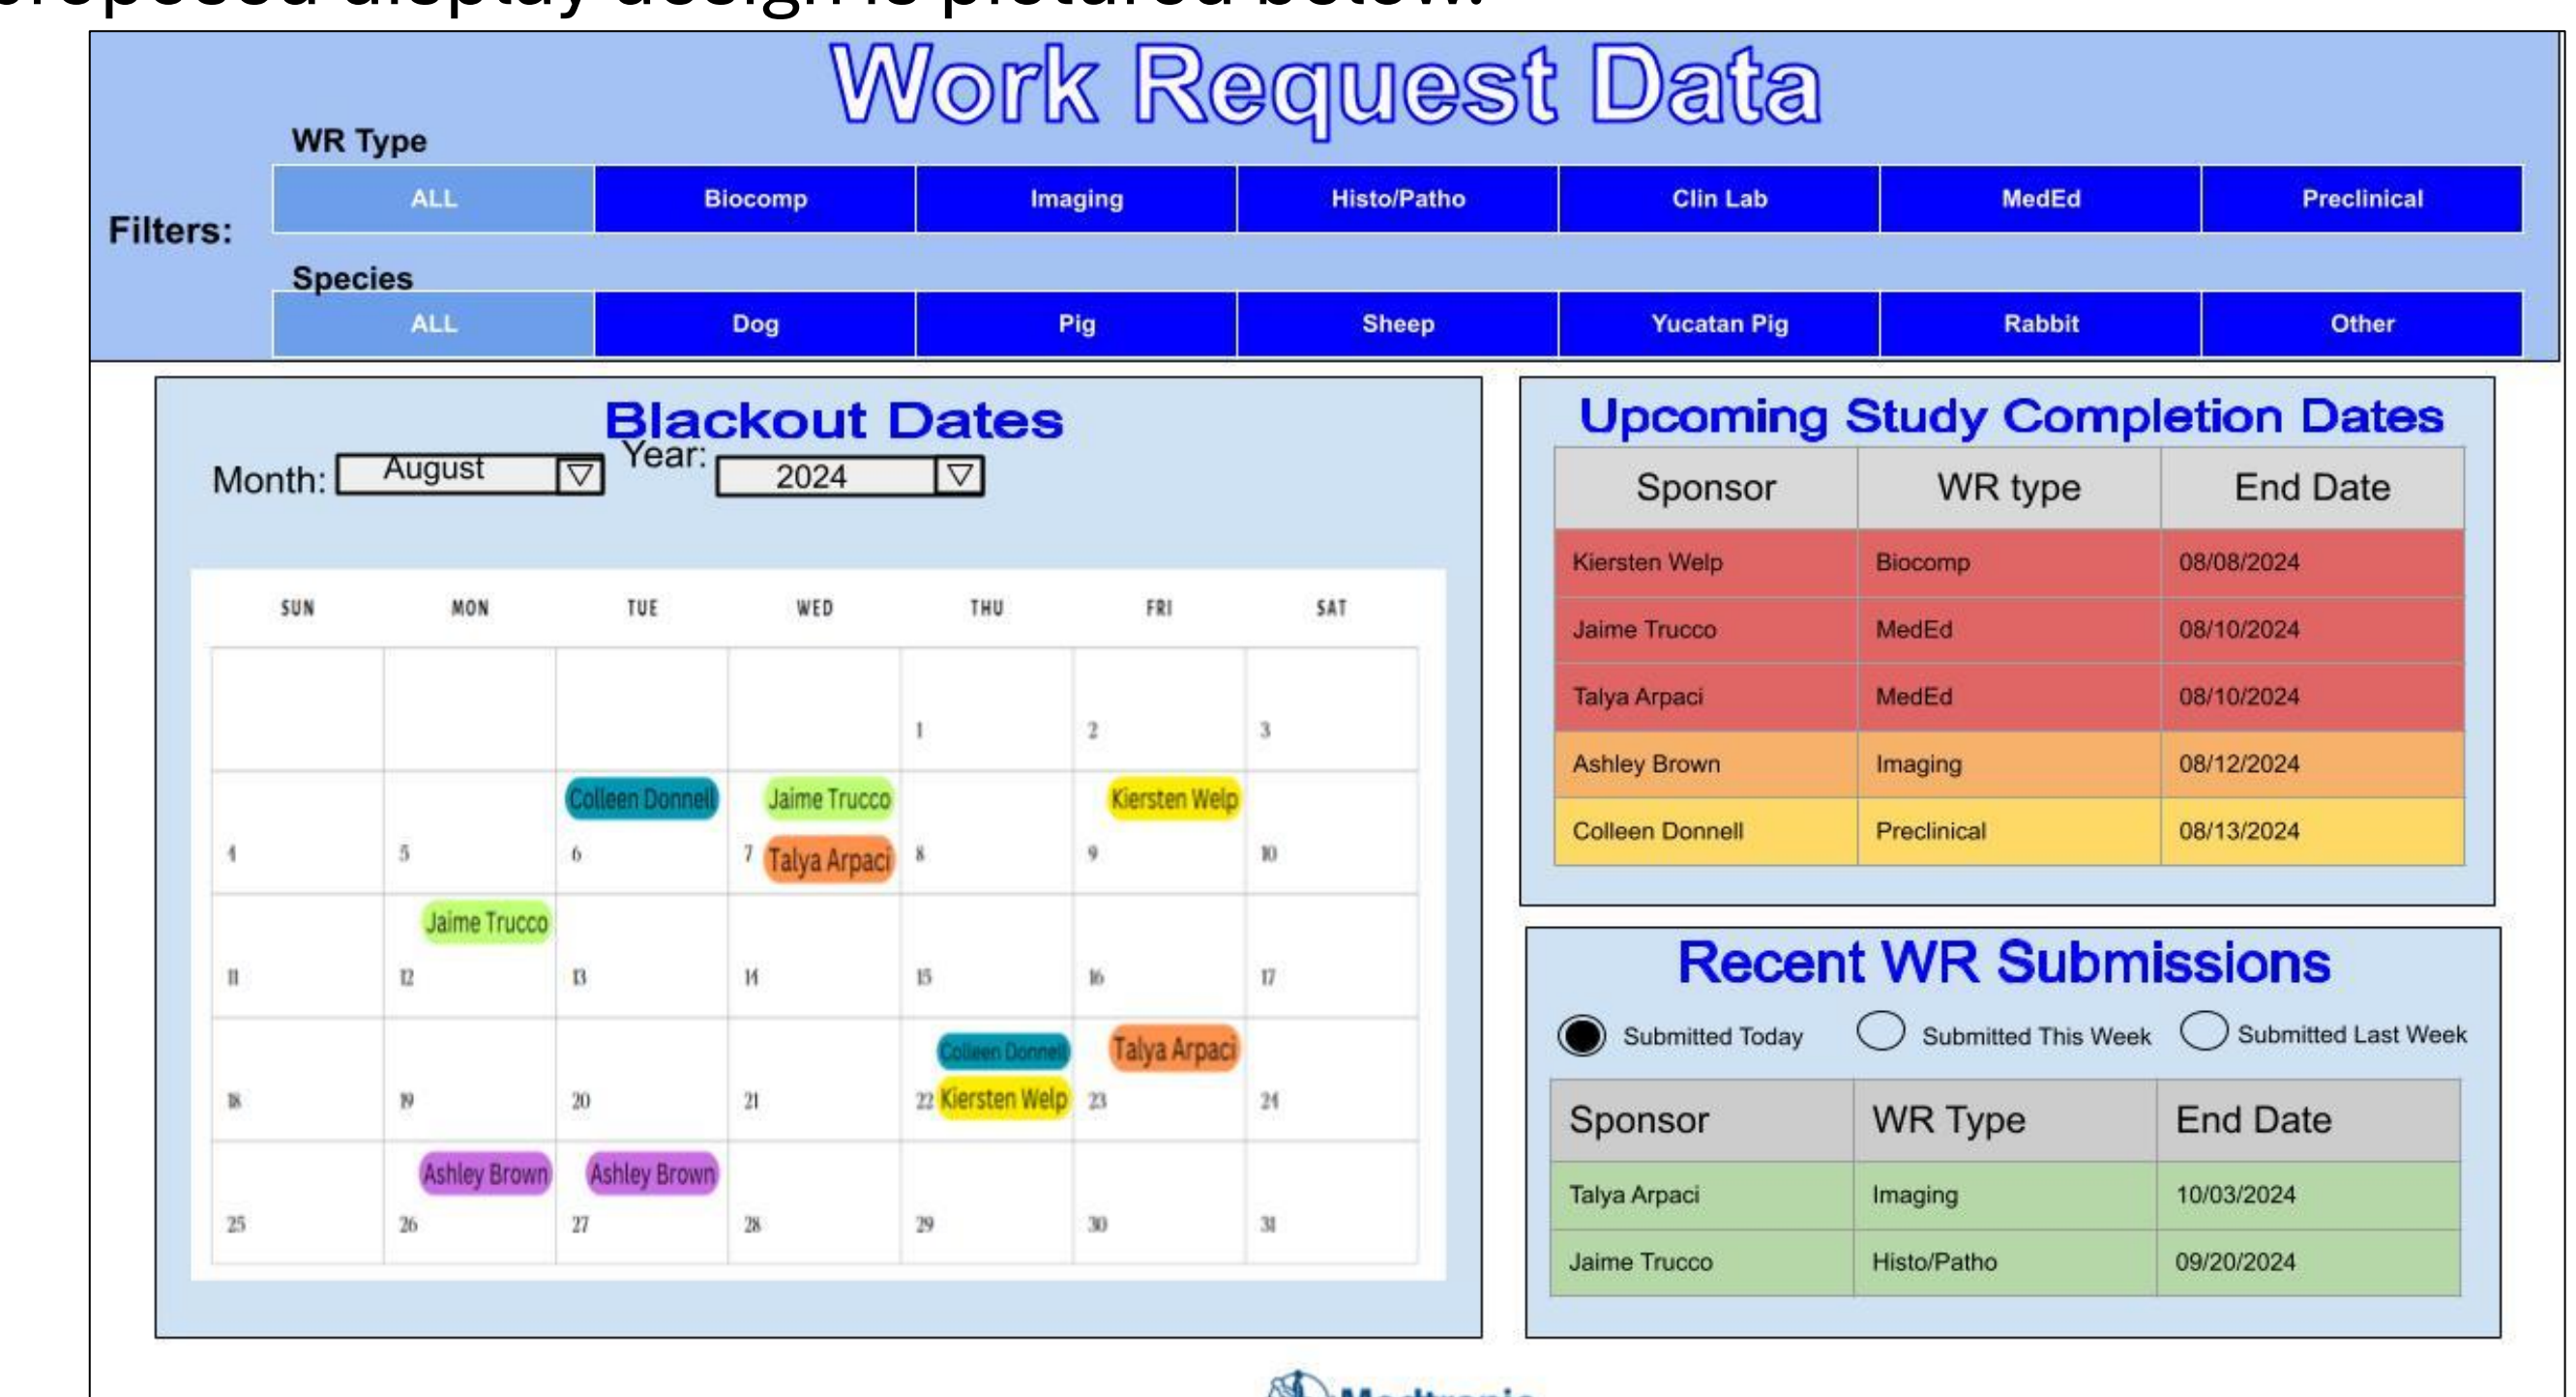 proposed display design is pictured below.
Work Request Data
WR Type
Filters:
ALL Biocomp Imaging Histo/Patho Clin Lab MedEd Preclinical
Species
ALL Dog Pig Sheep Yucatan Pig Rabbit Other
Blackout Dates
Month: August Year: 2024
SUN MON TUE WED THU FRI SAT
1 2 3
Colleen Donnell Jaime Trucco Kiersten Welp
4 5 6 7 Talya Arpaci 8 9 10
Jaime Trucco
11 12 13 14 15 16 17
Colleen Donnell Talya Arpaci
18 19 20 21 22 Kiersten Welp 23 24
Ashley Brown Ashley Brown
25 26 27 28 29 30 31
Upcoming Study Completion Dates
Sponsor WR type End Date
Kiersten Welp Biocomp 08/08/2024
Jaime Trucco MedEd 08/10/2024
Talya Arpaci MedEd 08/10/2024
Ashley Brown Imaging 08/12/2024
Colleen Donnell Preclinical 08/13/2024
Recent WR Submissions
Submitted Today Submitted This Week Submitted Last Week
Sponsor WR Type End Date
Talya Arpaci Imaging 10/03/2024
Jaime Trucco Histo/Patho 09/20/2024
Medtronic